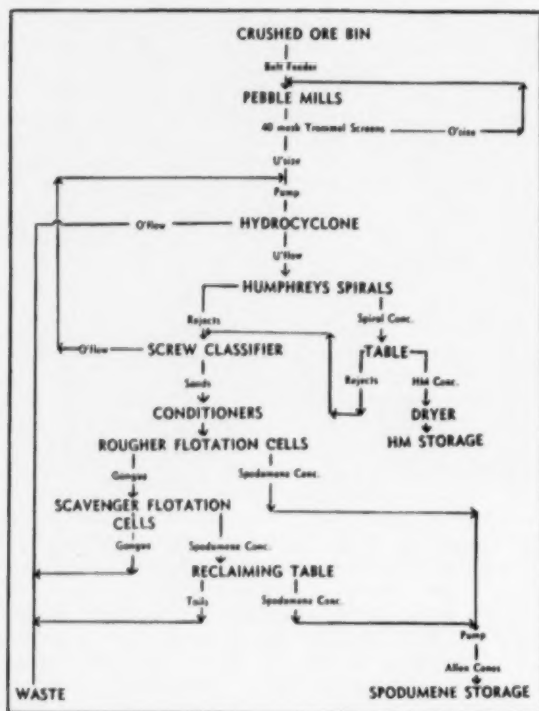 CRUSHED ORE BIN
Belt Feeder
PEBBLE MILLS
40 mesh Trommel Screens O'size
U'size
Pump
O'flow HYDROCYCLONE
U'flow
HUMPHREYS SPIRALS
Rejects Spiral Conc.
O'flow SCREW CLASSIFIER TABLE
Sands Rejects HM Conc.
CONDITIONERS DRYER
ROUGHER FLOTATION CELLS HM STORAGE
Gangue Spodumene Conc.
SCAVENGER FLOTATION
CELLS
Gangue Spodumene Conc.
RECLAIMING TABLE
Tails Spodumene Conc.
Pump
Allen Cones
WASTE SPODUMENE STORAGE